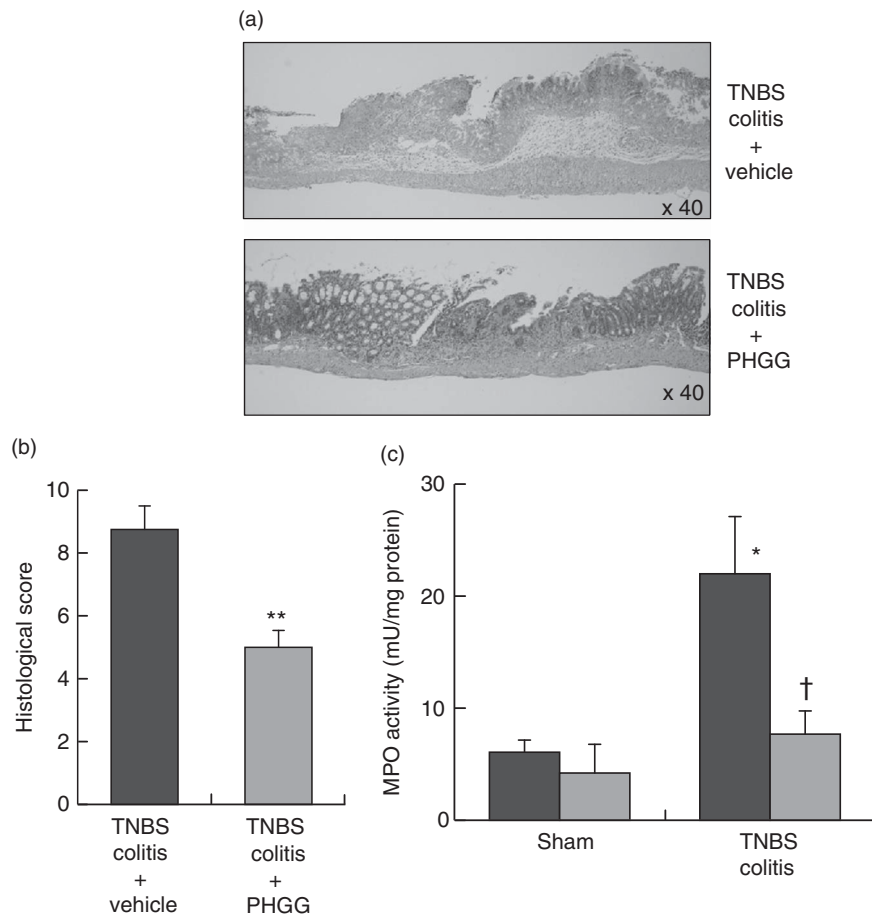 (a)
TNBS
colitis
+
vehicle
x 40
TNBS
colitis
+
PHGG
x 40
(b)
Histological score
10
8
6
4
2
0
**
TNBS
colitis
+
vehicle
TNBS
colitis
+
PHGG
(c)
MPO activity (mU/mg protein)
30
20
10
0
*
†
Sham
TNBS
colitis